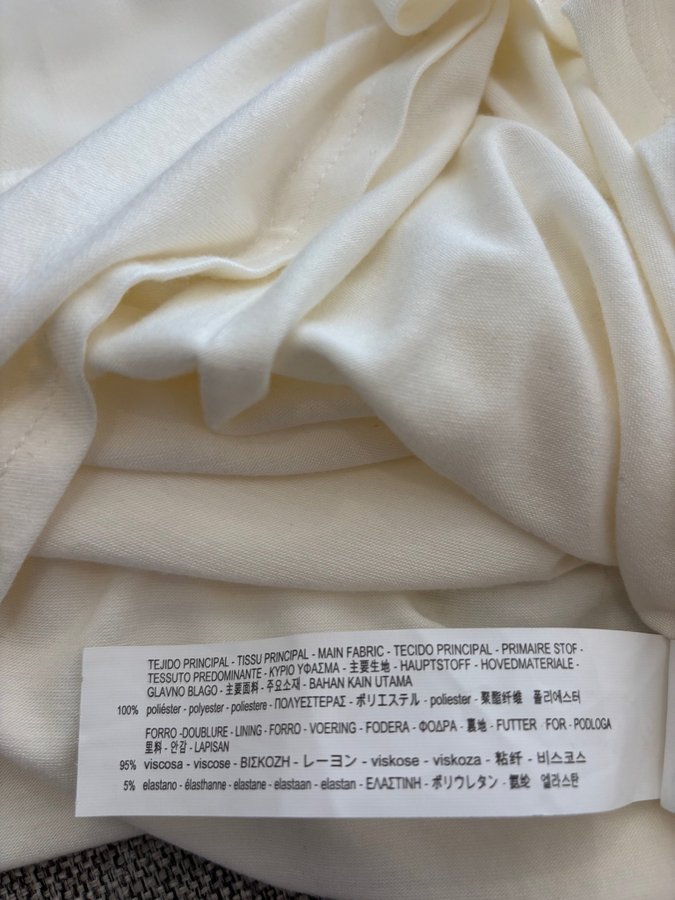 TEJIDO PRINCIPAL - TISSU PRINCIPAL - MAIN FABRIC - TECIDO PRINCIPAL - PRIMAIRE STOF -
TESSUTO PREDOMINANTE - ΚΥΡΙΟ ΥΦΑΣΜΑ - 主要生地 - HAUPTSTOFF - HOVEDMATERIALE -
GLAVNO BLAGO - 主要面料 - 주요소재 - BAHAN KAIN UTAMA
100% poliéster - polyester - poliestere - ΠΟΛΥΕΣΤΕΡΑΣ - ポリエステル - poliester - 聚酯纤维 폴리에스터
FORRO -DOUBLURE - LINING - FORRO - VOERING - FODERA - ΦΟΔΡΑ - 裏地 - FUTTER - FOR - PODLOGA
里料 - 안감 - LAPISAN
95% viscosa - viscose - ΒΙΣΚΟΖΗ - レーヨン - viskose - viskoza - 粘纤 - 비스코스
5% elastano - élasthanne - elastane - elastaan - elastan - ΕΛΑΣΤΙΝΗ - ポリウレタン - 氨纶 엘라스탄